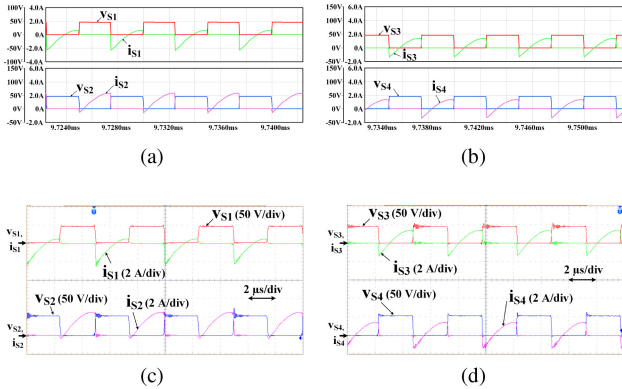 100V 4.0A
50V 2.0A
0V 0A
-50V -2.0A
-100V -4.0A
vS1
iS1
150V 6.0A
100V 4.0A
50V 2.0A
0V 0A
50V -2.0A
vS2
iS2
9.7240ms 9.7280ms 9.7320ms 9.7360ms 9.7400ms
(a)
150V 6.0A
100V 4.0A
50V 2.0A
0V 0A
50V -2.0A
vS3
iS3
150V 6.0A
100V 4.0A
50V 2.0A
0V 0A
50V -2.0A
vS4
iS4
9.7340ms 9.7380ms 9.7420ms 9.7460ms 9.7500ms
(b)
vS1 (50 V/div)
vS1,
iS1
iS1 (2 A/div)
2 µs/div
vS2 (50 V/div) iS2 (2 A/div)
vS2,
iS2
(c)
vS3 (50 V/div)
vS3,
iS3
iS3 (2 A/div)
2 µs/div
vS4 (50 V/div) iS4 (2 A/div)
vS4,
iS4
(d)